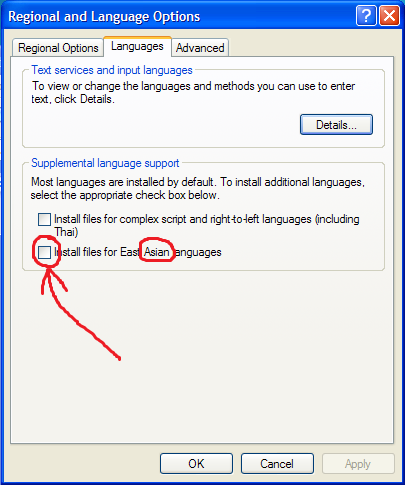 Regional and Language Options
Regional Options
Languages
Advanced
Text services and input languages
To view or change the languages and methods you can use to enter
text, click Details.
Details...
Supplemental language support
Most languages are installed by default. To install additional languages,
select the appropriate check box below.
Install files for complex script and right-to-left languages (including
Thai)
Install files for East Asian languages
OK
Cancel
Apply